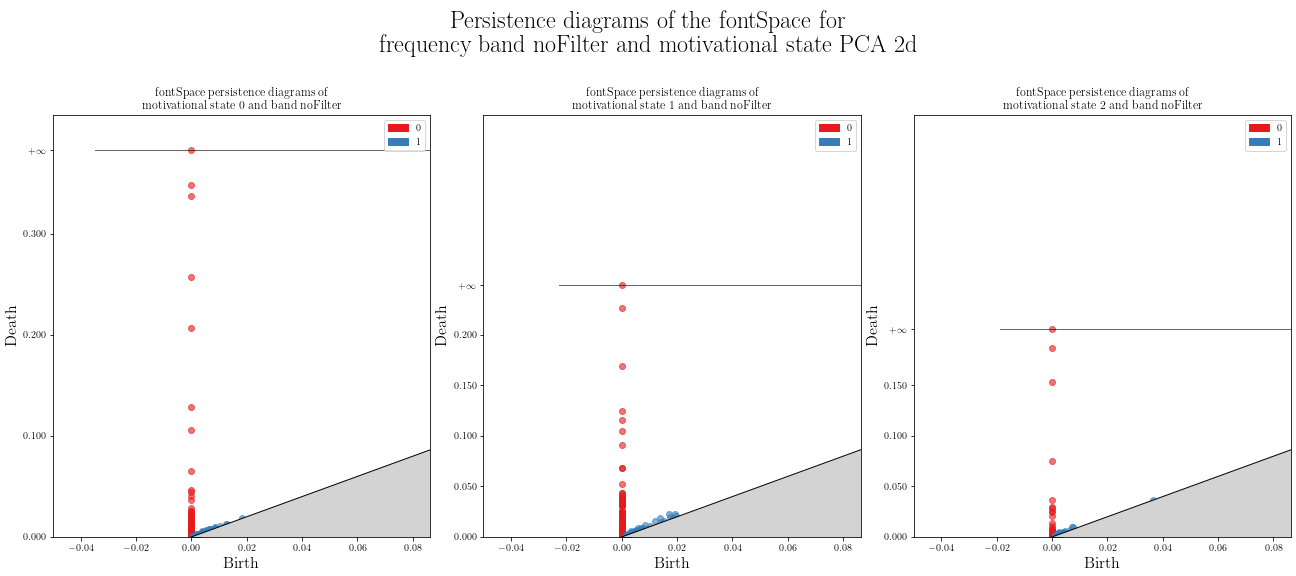 Persistence diagrams of the fontSpace for
frequency band noFilter and motivational state PCA 2d
fontSpace persistence diagrams of
motivational state 0 and band noFilter
0
1
+∞
0.300
0.200
0.100
0.000
Death
−0.04 −0.02 0.00 0.02 0.04 0.06 0.08
Birth
fontSpace persistence diagrams of
motivational state 1 and band noFilter
0
1
+∞
0.200
0.150
0.100
0.050
0.000
Death
−0.04 −0.02 0.00 0.02 0.04 0.06 0.08
Birth
fontSpace persistence diagrams of
motivational state 2 and band noFilter
0
1
+∞
0.150
0.100
0.050
0.000
Death
−0.04 −0.02 0.00 0.02 0.04 0.06 0.08
Birth